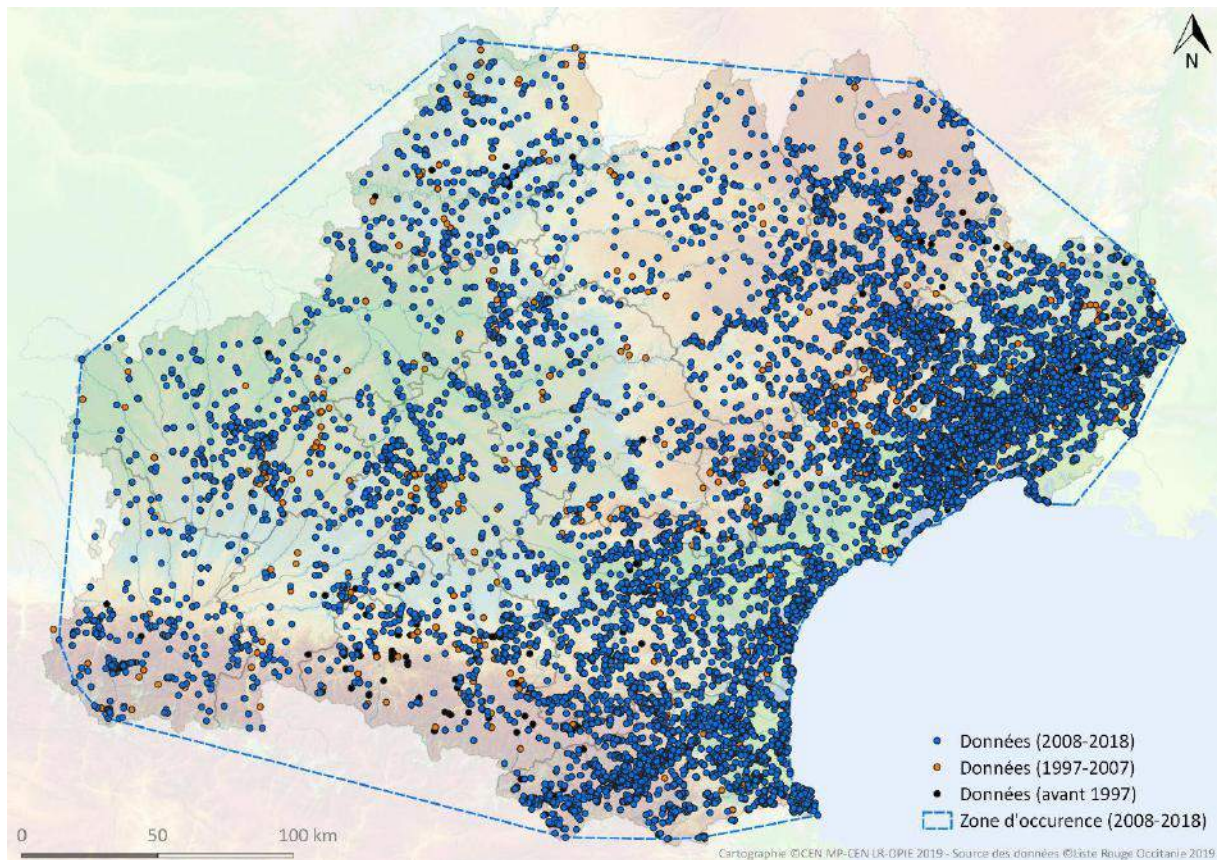 N
Données (2008-2018)
Données (1997-2007)
Données (avant 1997)
Zone d'occurence (2008-2018)
0 50 100 km
Cartographie ©CEN MP-CEN LR-OPIE 2019 - Source des données ©Liste Rouge Occitanie 2019